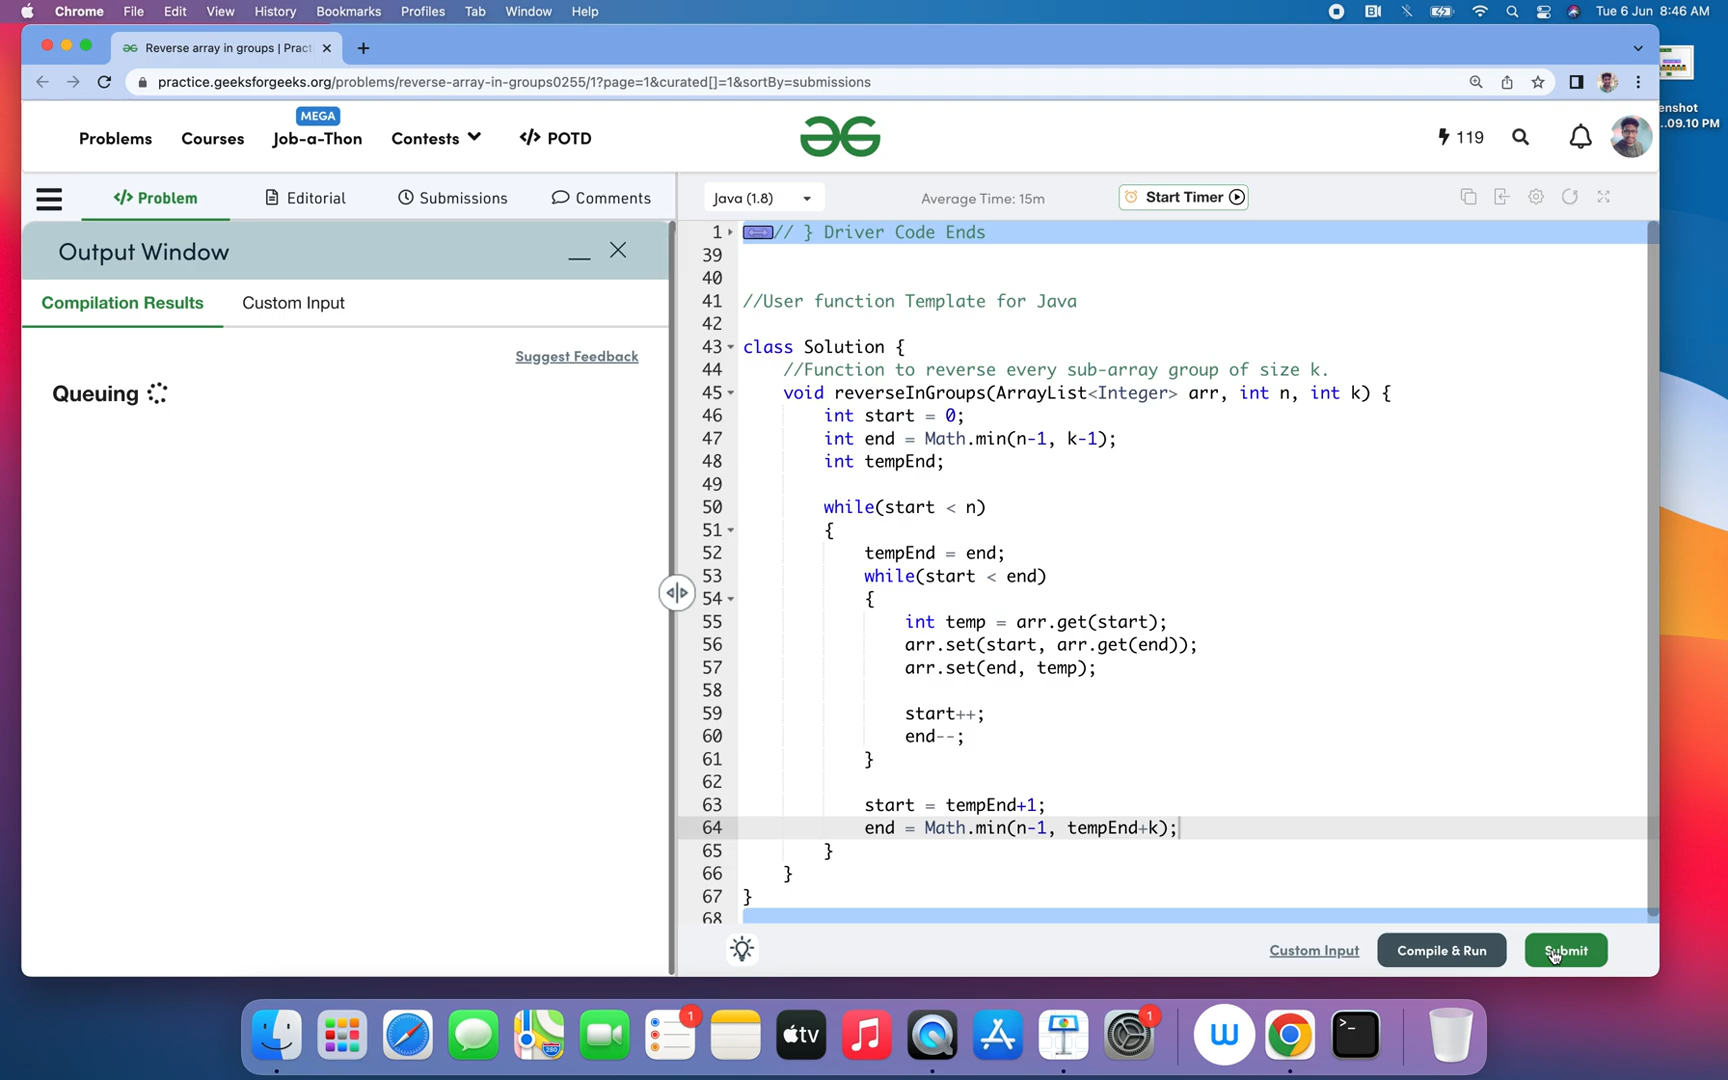 Chrome File Edit View History Bookmarks Profiles Tab Window Help Tue 6 Jun 8:46 AM
Reverse array in groups | Pract
practice.geeksforgeeks.org/problems/reverse-array-in-groups0255/1?page=1&curated[]=1&sortBy=submissions
enshot
...09.10 PM
MEGA
Problems Courses Job-a-Thon Contests </> POTD 119
</> Problem Editorial Submissions Comments
Java (1.8) Average Time: 15m Start Timer
Output Window
Compilation Results Custom Input
Suggest Feedback
Queuing
1 // } Driver Code Ends
39
40
41 //User function Template for Java
42
43 class Solution {
44 //Function to reverse every sub-array group of size k.
45 void reverseInGroups(ArrayList<Integer> arr, int n, int k) {
46 int start = 0;
47 int end = Math.min(n-1, k-1);
48 int tempEnd;
49
50 while(start < n)
51 {
52 tempEnd = end;
53 while(start < end)
54 {
55 int temp = arr.get(start);
56 arr.set(start, arr.get(end));
57 arr.set(end, temp);
58
59 start++;
60 end--;
61 }
62
63 start = tempEnd+1;
64 end = Math.min(n-1, tempEnd+k);
65 }
66 }
67 }
68
Custom Input Compile & Run Submit
1 tv 1